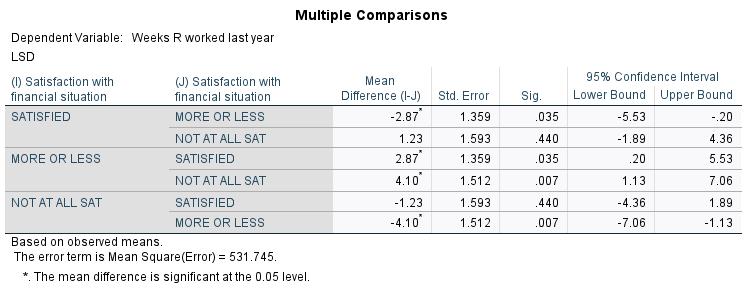 Multiple Comparisons
Dependent Variable: Weeks R worked last year
LSD
(I) Satisfaction with financial situation (J) Satisfaction with financial situation Mean Difference (I-J) Std. Error Sig. 95% Confidence Interval
Lower Bound Upper Bound
SATISFIED MORE OR LESS -2.87* 1.359 .035 -5.53 -.20
NOT AT ALL SAT 1.23 1.593 .440 -1.89 4.36
MORE OR LESS SATISFIED 2.87* 1.359 .035 .20 5.53
NOT AT ALL SAT 4.10* 1.512 .007 1.13 7.06
NOT AT ALL SAT SATISFIED -1.23 1.593 .440 -4.36 1.89
MORE OR LESS -4.10* 1.512 .007 -7.06 -1.13
Based on observed means.
The error term is Mean Square(Error) = 531.745.
*. The mean difference is significant at the 0.05 level.